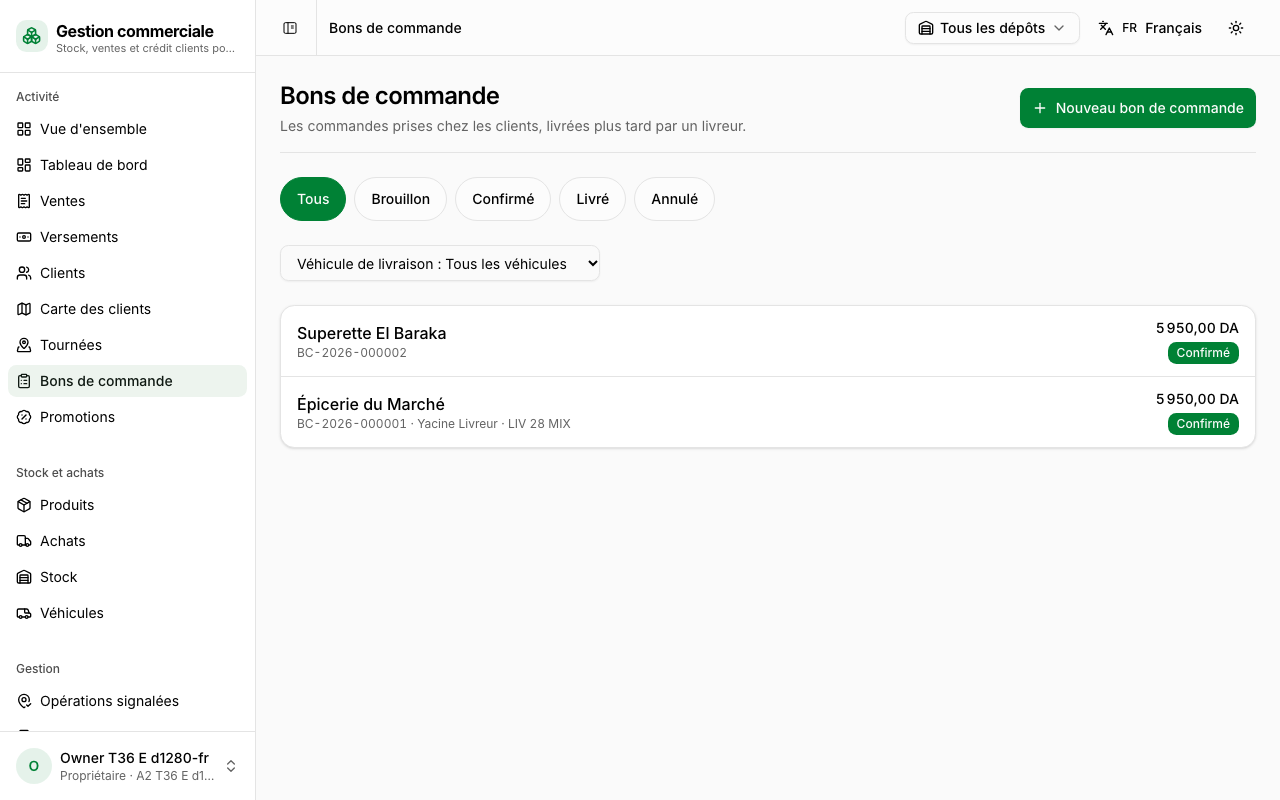 Gestion commerciale
Stock, ventes et crédit clients po...
Activité
Vue d'ensemble
Tableau de bord
Ventes
Versements
Clients
Carte des clients
Tournées
Bons de commande
Promotions
Stock et achats
Produits
Achats
Stock
Véhicules
Gestion
Opérations signalées
O
Owner T36 E d1280-fr
Propriétaire · A2 T36 E d1...
Bons de commande
Tous les dépôts
FR Français
Bons de commande
Les commandes prises chez les clients, livrées plus tard par un livreur.
Nouveau bon de commande
Tous
Brouillon
Confirmé
Livré
Annulé
Véhicule de livraison : Tous les véhicules
Superette El Baraka
BC-2026-000002
5 950,00 DA
Confirmé
Épicerie du Marché
BC-2026-000001 · Yacine Livreur · LIV 28 MIX
5 950,00 DA
Confirmé